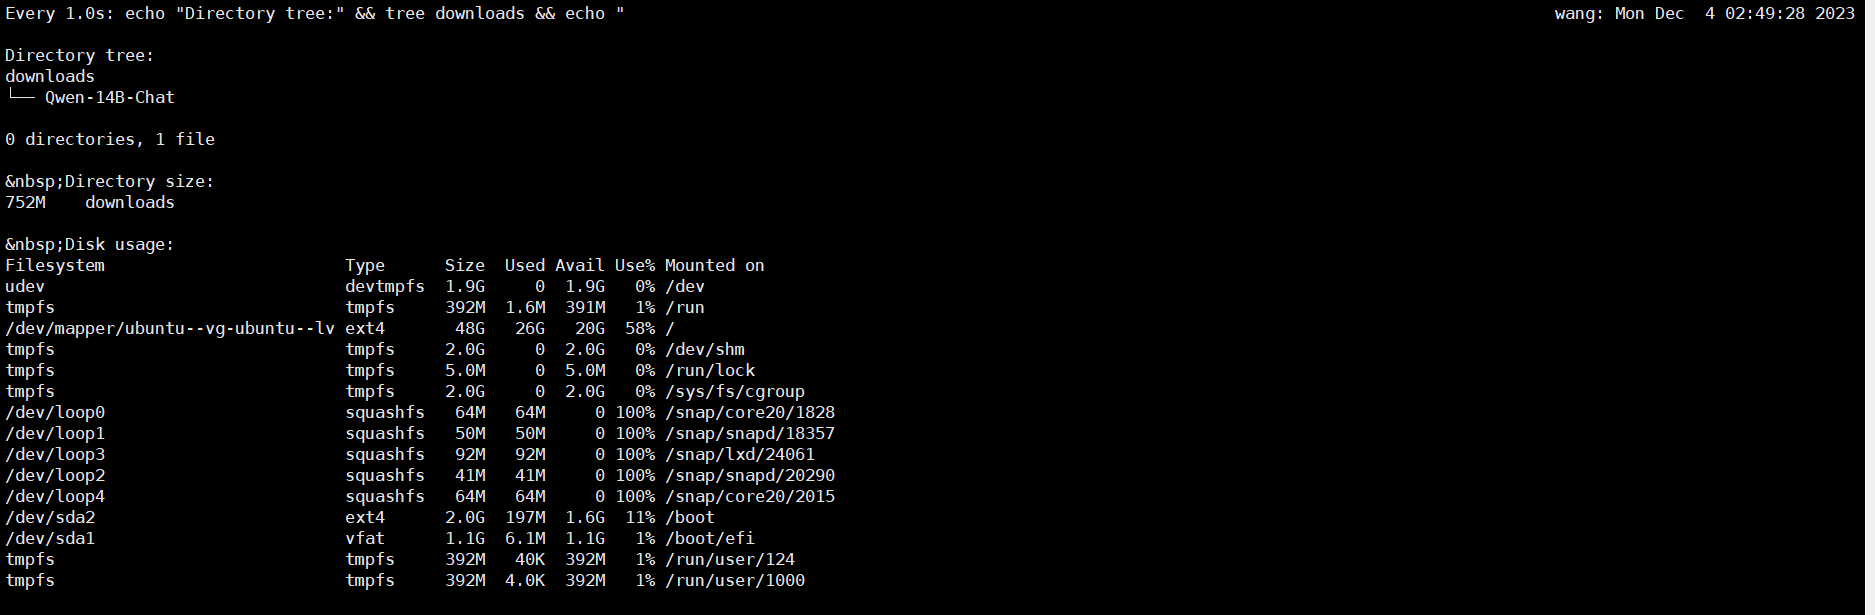 Every 1.0s: echo "Directory tree:" && tree downloads && echo " wang: Mon Dec  4 02:49:28 2023
Directory tree:
downloads
└── Qwen-14B-Chat
0 directories, 1 file
&nbsp;Directory size:
752M    downloads
&nbsp;Disk usage:
Filesystem                        Type      Size  Used Avail Use% Mounted on
udev                              devtmpfs  1.9G     0  1.9G   0% /dev
tmpfs                             tmpfs     392M  1.6M  391M   1% /run
/dev/mapper/ubuntu--vg-ubuntu--lv ext4       48G   26G   20G  58% /
tmpfs                             tmpfs     2.0G     0  2.0G   0% /dev/shm
tmpfs                             tmpfs     5.0M     0  5.0M   0% /run/lock
tmpfs                             tmpfs     2.0G     0  2.0G   0% /sys/fs/cgroup
/dev/loop0                        squashfs   64M   64M     0 100% /snap/core20/1828
/dev/loop1                        squashfs   50M   50M     0 100% /snap/snapd/18357
/dev/loop3                        squashfs   92M   92M     0 100% /snap/lxd/24061
/dev/loop2                        squashfs   41M   41M     0 100% /snap/snapd/20290
/dev/loop4                        squashfs   64M   64M     0 100% /snap/core20/2015
/dev/sda2                         ext4      2.0G  197M  1.6G  11% /boot
/dev/sda1                         vfat      1.1G  6.1M  1.1G   1% /boot/efi
tmpfs                             tmpfs     392M   40K  392M   1% /run/user/124
tmpfs                             tmpfs     392M  4.0K  392M   1% /run/user/1000